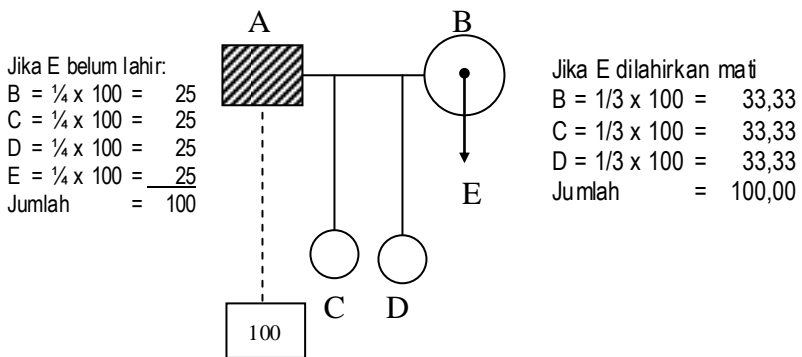 A
B
Jika E belum lahir:
B = ¼ x 100 = 25
C = ¼ x 100 = 25
D = ¼ x 100 = 25
E = ¼ x 100 = 25
Jumlah = 100
Jika E dilahirkan mati
B = 1/3 x 100 = 33,33
C = 1/3 x 100 = 33,33
D = 1/3 x 100 = 33,33
Jumlah = 100,00
E
C
D
100